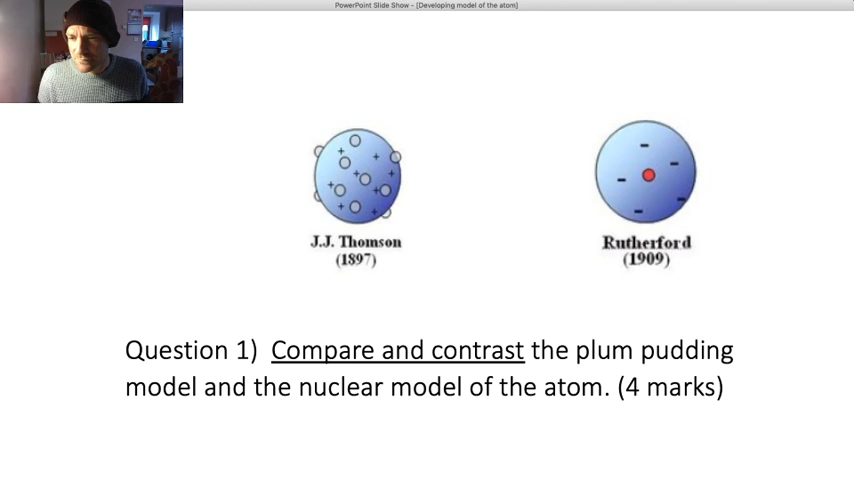 PowerPoint Slide Show - [Developing model of the atom]
J.J. Thomson
(1897)
Rutherford
(1909)
Question 1) Compare and contrast the plum pudding
model and the nuclear model of the atom. (4 marks)